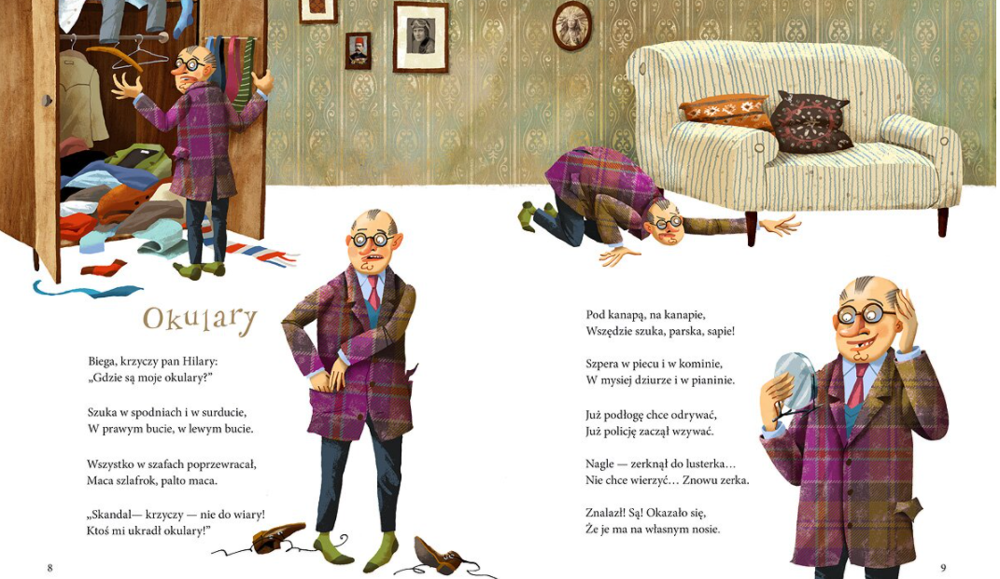 Okulary
Biega, krzyczy pan Hilary:
„Gdzie są moje okulary?”
Szuka w spodniach i w surducie,
W prawym bucie, w lewym bucie.
Wszystko w szafach poprzewracał,
Maca szlafrok, palto maca.
„Skandal— krzyczy — nie do wiary!
Ktoś mi ukradł okulary!”
8
Pod kanapą, na kanapie,
Wszędzie szuka, parska, sapie!
Szpera w piecu i w kominie,
W mysiej dziurze i w pianinie.
Już podłogę chce odrywać,
Już policję zaczął wzywać.
Nagle — zerknął do lusterka…
Nie chce wierzyć… Znowu zerka.
Znalazł! Są! Okazało się,
Że je ma na własnym nosie.
9